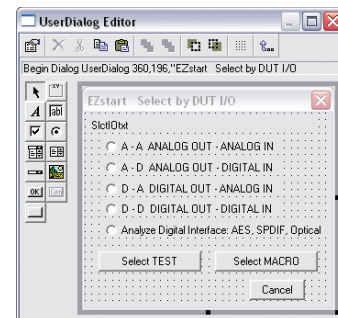 UserDialog Editor
Begin Dialog UserDialog 360,196,"EZstart Select by DUT I/O
EZstart Select by DUT I/O
SlctIOtxt
A - A ANALOG OUT - ANALOG IN
A - D ANALOG OUT - DIGITAL IN
D - A DIGITAL OUT - ANALOG IN
D - D DIGITAL OUT - DIGITAL IN
Analyze Digital Interface: AES, SPDIF, Optical
Select TEST Select MACRO
Cancel
A
OK